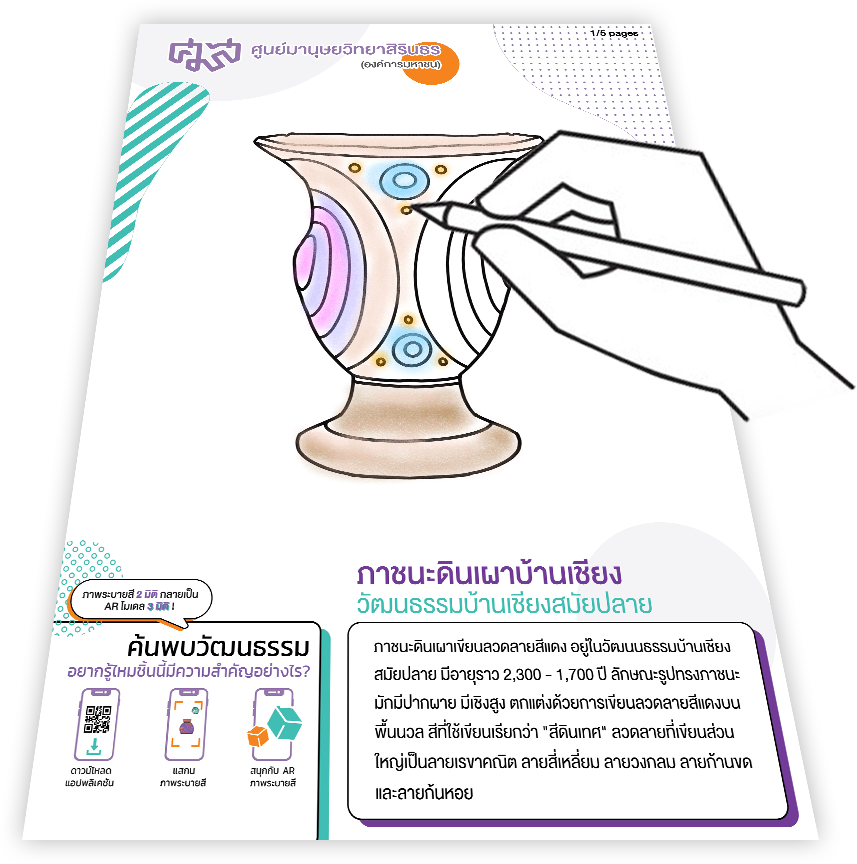 1/5 pages
ศมส ศูนย์มานุษยวิทยาสิรินธร
(องค์การมหาชน)
ภาชนะดินเผาบ้านเชียง
วัฒนธรรมบ้านเชียงสมัยปลาย
ภาชนะดินเผาเขียนลวดลายสีแดง อยู่ในวัฒนนธรรมบ้านเชียง
สมัยปลาย มีอายุราว 2,300 - 1,700 ปี ลักษณะรูปทรงภาชนะ
มักมีปากผาย มีเชิงสูง ตกแต่งด้วยการเขียนลวดลายสีแดงบน
พื้นนวล สีที่ใช้เขียนเรียกว่า "สีดินเทศ" ลวดลายที่เขียนส่วน
ใหญ่เป็นลายเรขาคณิต ลายสี่เหลี่ยม ลายวงกลม ลายก้านขด
และลายก้นหอย
ภาพระบายสี 2 มิติ กลายเป็น
AR โมเดล 3 มิติ !
ค้นพบวัฒนธรรม
อยากรู้ไหมชิ้นนี้มีความสำคัญอย่างไร?
ดาวน์โหลด
แอปพลิเคชัน
แสกน
ภาพระบายสี
สนุกกับ AR
ภาพระบายสี